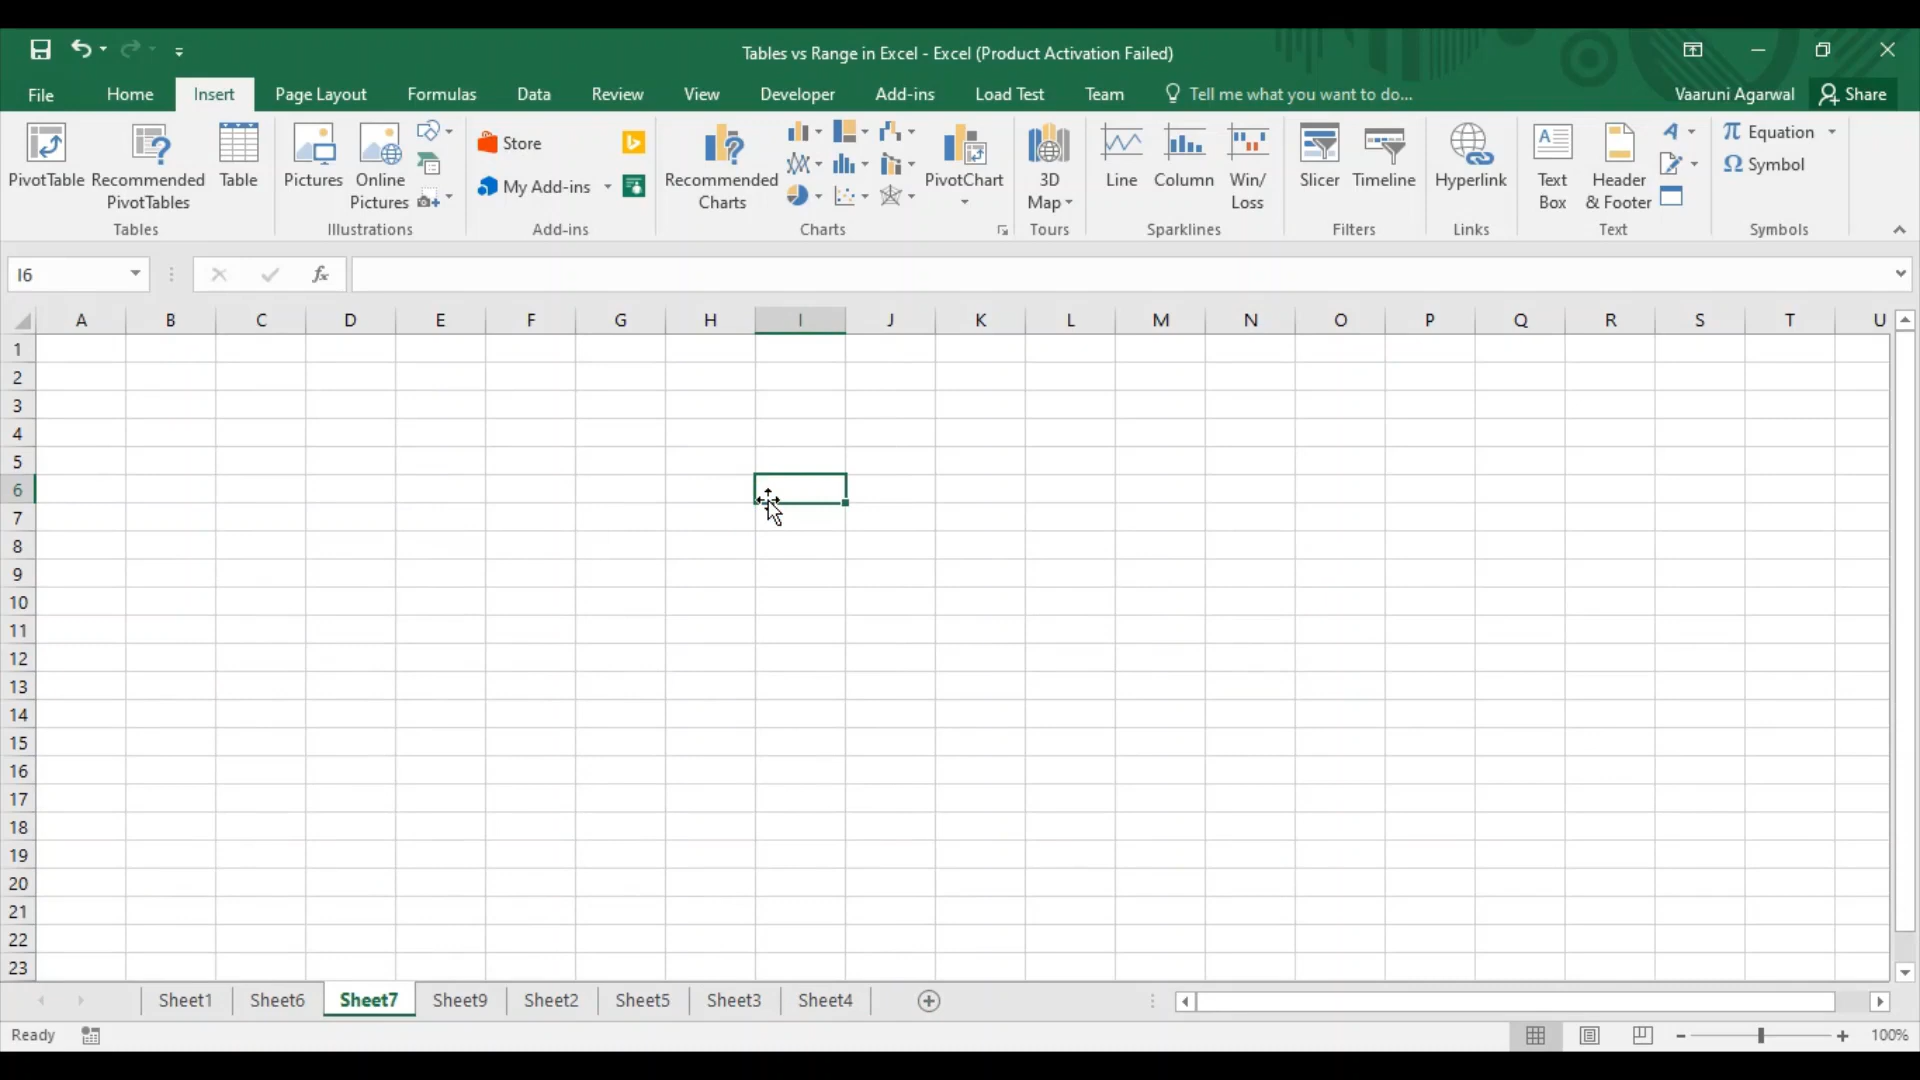 Tables vs Range in Excel - Excel (Product Activation Failed)
File Home Insert Page Layout Formulas Data Review View Developer Add-ins Load Test Team Tell me what you want to do... Vaaruni Agarwal Share
PivotTable
Recommended
PivotTables
Table
Tables
Pictures
Online
Pictures
Illustrations
Store
My Add-ins
Add-ins
Recommended
Charts
PivotChart
Charts
3D
Map
Tours
Line
Column
Win/
Loss
Sparklines
Slicer
Timeline
Filters
Hyperlink
Links
Text
Box
Header
& Footer
Text
Equation
Symbol
Symbols
I6
fx
A B C D E F G H I J K L M N O P Q R S T U
1
2
3
4
5
6
7
8
9
10
11
12
13
14
15
16
17
18
19
20
21
22
23
Sheet1 Sheet6 Sheet7 Sheet9 Sheet2 Sheet5 Sheet3 Sheet4
Ready
100%